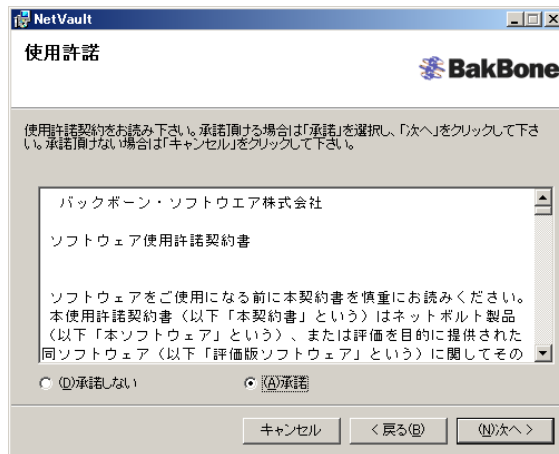 NetVault
使用許諾
BakBone
使用許諾契約をお読み下さい。承諾頂ける場合は「承諾」を選択し、「次へ」をクリックして下さ
い。承諾頂けない場合は「キャンセル」をクリックして下さい。
バックボーン・ソフトウエア株式会社
ソフトウェア使用許諾契約書
ソフトウェアをご使用になる前に本契約書を慎重にお読みください。
本使用許諾契約書（以下「本契約書」という）はネットボルト製品
（以下「本ソフトウェア」という）、または評価を目的に提供された
同ソフトウェア（以下「評価版ソフトウェア」という）に関してその
(D)承諾しない (A)承諾
キャンセル < 戻る(B) (N)次へ >